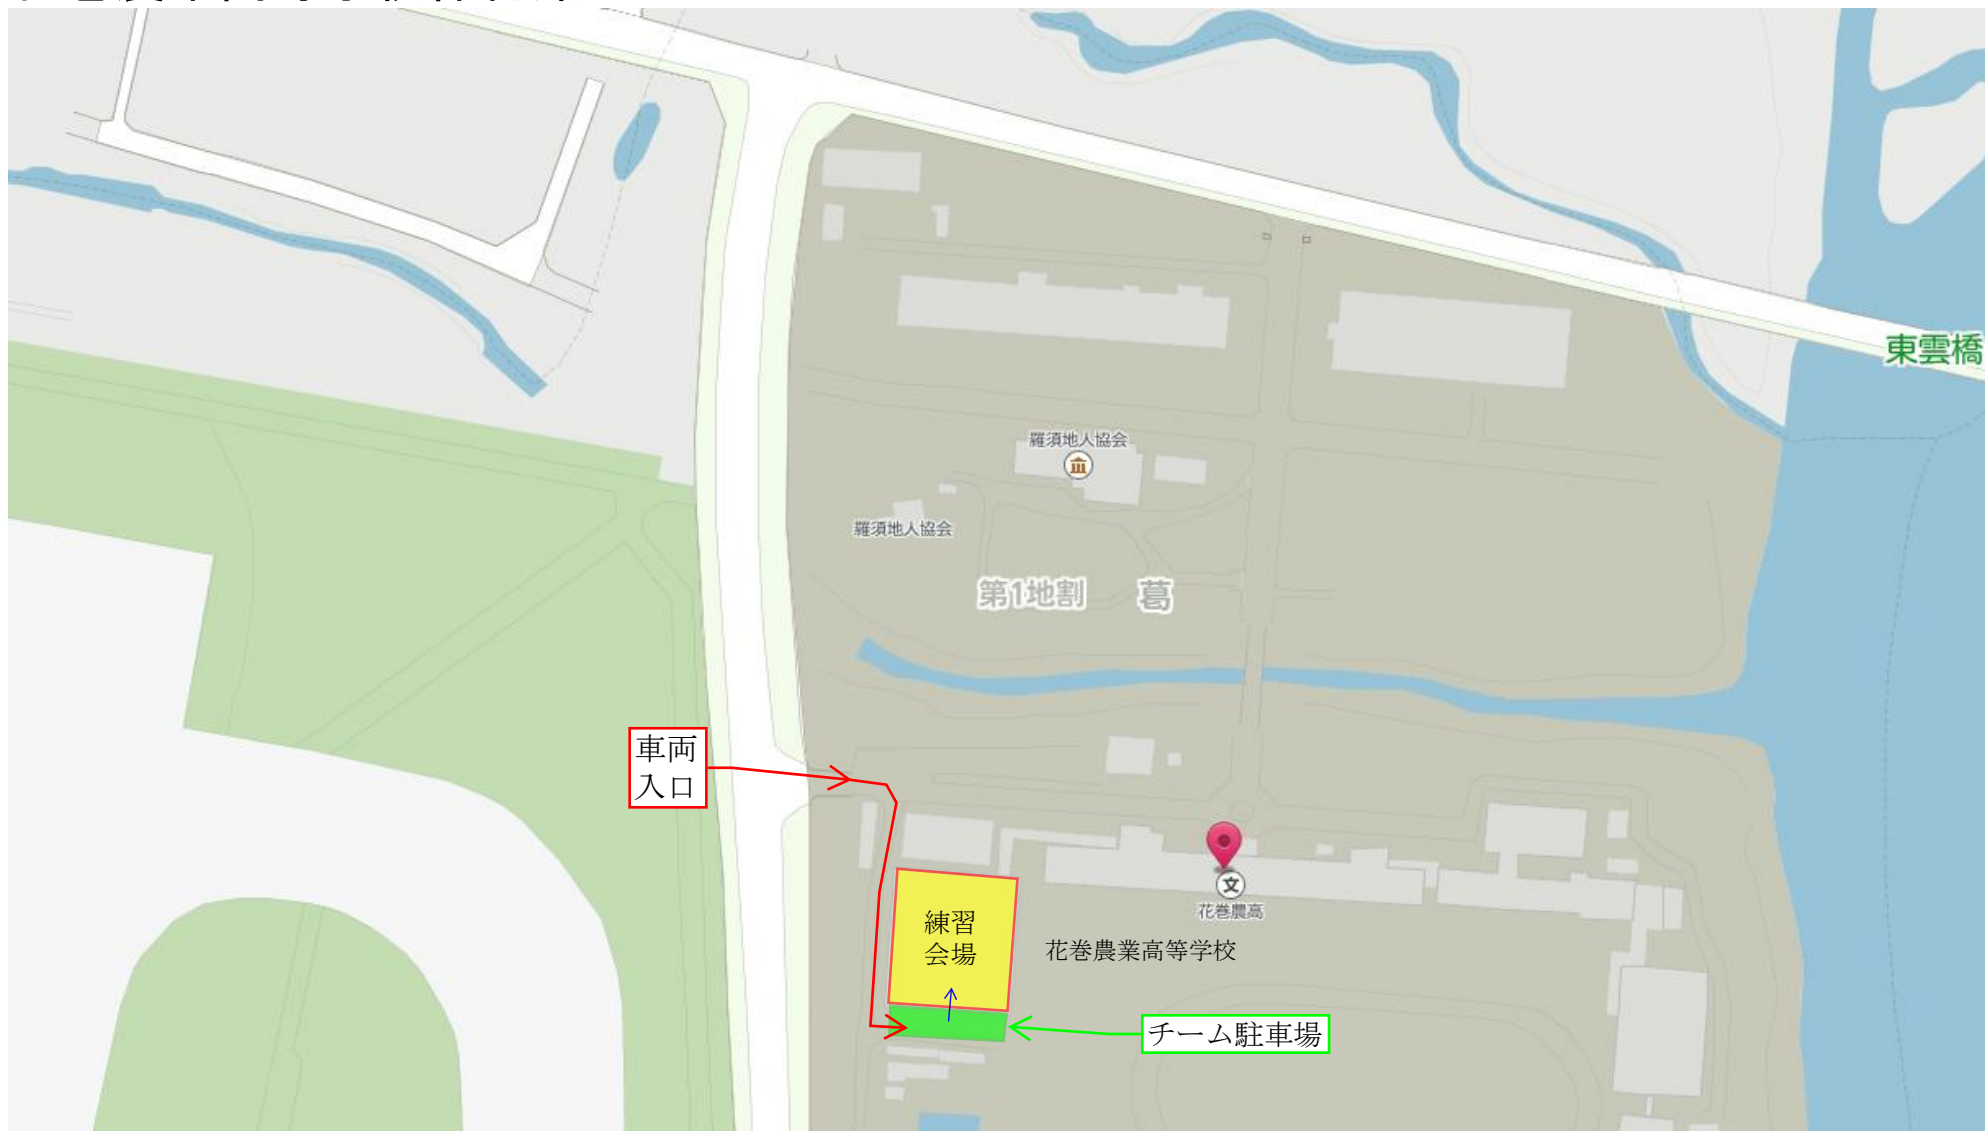 東雲橋
羅須地人協会
羅須地人協会
第1地割 葛
車両
入口
文
花巻農高
練習
会場
花巻農業高等学校
チーム駐車場